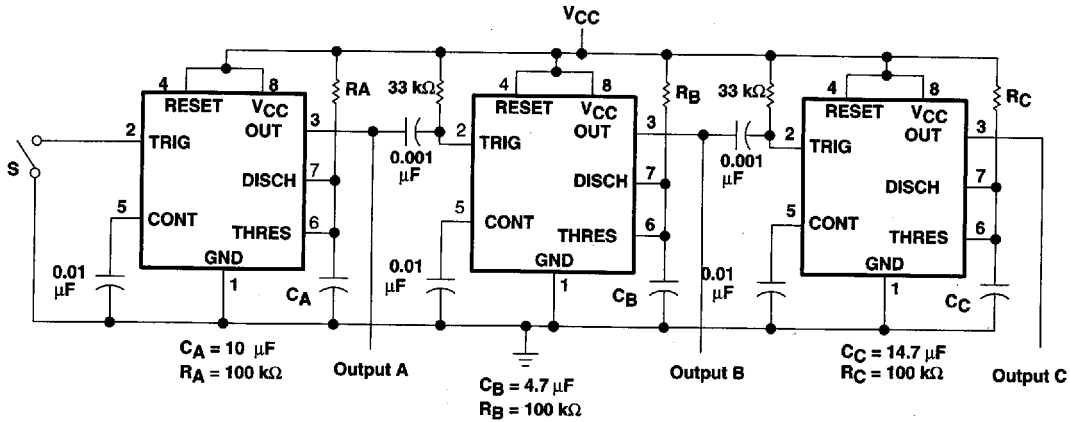 VCC
4
8
RESET
VCC
RA
33 kΩ
2
TRIG
OUT
3
0.001
µF
S
DISCH
7
5
CONT
THRES
6
0.01
µF
GND
1
CA
CA = 10 µF
RA = 100 kΩ
Output A
4
8
RESET
VCC
RB
33 kΩ
2
TRIG
OUT
3
0.001
µF
DISCH
7
5
CONT
THRES
6
0.01
µF
GND
1
CB
CB = 4.7 µF
RB = 100 kΩ
Output B
4
8
RESET
VCC
RC
2
TRIG
OUT
3
DISCH
7
5
CONT
THRES
6
0.01
µF
GND
1
CC
CC = 14.7 µF
RC = 100 kΩ
Output C